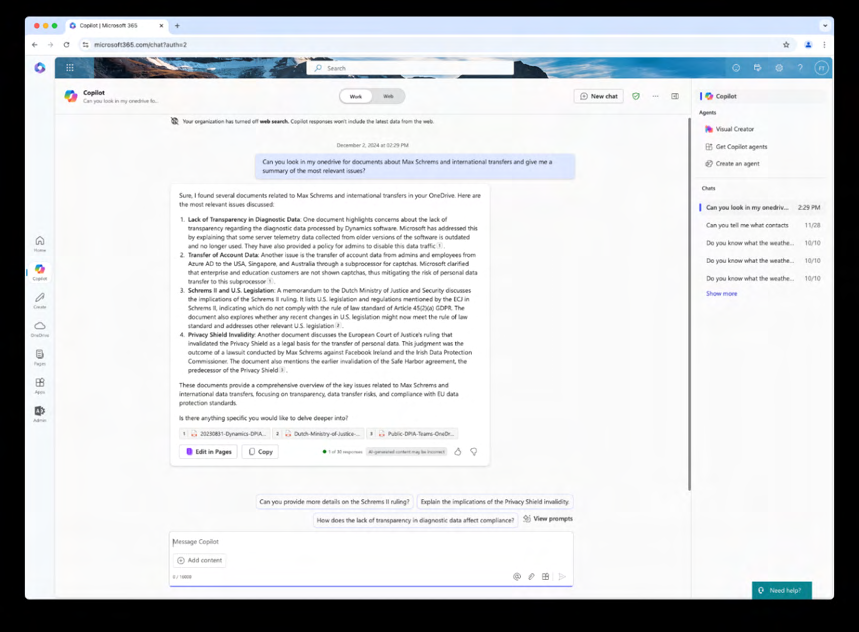 Copilot | Microsoft 365
microsoft365.com/chat?auth=2
Search
FT
Copilot
Can you look in my onedrive fo...
Work
Web
New chat
Your organization has turned off web search. Copilot responses won't include the latest data from the web.
December 2, 2024 at 02:29 PM
Can you look in my onedrive for documents about Max Schrems and international transfers and give me a
summary of the most relevant issues?
Sure, I found several documents related to Max Schrems and international transfers in your OneDrive. Here are
the most relevant issues discussed:
1. Lack of Transparency in Diagnostic Data: One document highlights concerns about the lack of
transparency regarding the diagnostic data processed by Dynamics software. Microsoft has addressed this
by explaining that some server telemetry data collected from older versions of the software is outdated
and no longer used. They have also provided a policy for admins to disable this data traffic 1.
2. Transfer of Account Data: Another issue is the transfer of account data from admins and employees from
Azure AD to the USA, Singapore, and Australia through a subprocessor for captchas. Microsoft clarified
that enterprise and education customers are not shown captchas, thus mitigating the risk of personal data
transfer to this subprocessor 1.
3. Schrems II and U.S. Legislation: A memorandum to the Dutch Ministry of Justice and Security discusses
the implications of the Schrems II ruling. It lists U.S. legislation and regulations mentioned by the ECJ in
Schrems II, indicating which do not comply with the rule of law standard of Article 45(2)(a) GDPR. The
document also explores whether any recent changes in U.S. legislation might now meet the rule of law
standard and addresses other relevant U.S. legislation 2.
4. Privacy Shield Invalidity: Another document discusses the European Court of Justice's ruling that
invalidated the Privacy Shield as a legal basis for the transfer of personal data. This judgment was the
outcome of a lawsuit conducted by Max Schrems against Facebook Ireland and the Irish Data Protection
Commissioner. The document also mentions the earlier invalidation of the Safe Harbor agreement, the
predecessor of the Privacy Shield 3.
These documents provide a comprehensive overview of the key issues related to Max Schrems and
international data transfers, focusing on transparency, data transfer risks, and compliance with EU data
protection standards.
Is there anything specific you would like to delve deeper into?
1 20230831-Dynamics-DPIA... 2 Dutch-Ministry-of-Justice-... 3 Public-DPIA-Teams-OneDr...
Edit in Pages
Copy
1 of 30 responses
AI-generated content may be incorrect
Can you provide more details on the Schrems II ruling?
Explain the implications of the Privacy Shield invalidity.
How does the lack of transparency in diagnostic data affect compliance?
View prompts
Message Copilot
Add content
Home
Copilot
Create
OneDrive
Pages
Apps
Admin
Copilot
Agents
Visual Creator
Get Copilot agents
Create an agent
Chats
Can you look in my onedriv... 2:29 PM
Can you tell me what contacts 11/28
Do you know what the weathe... 10/10
Do you know what the weathe... 10/10
Do you know what the weathe... 10/10
Show more
Need help?